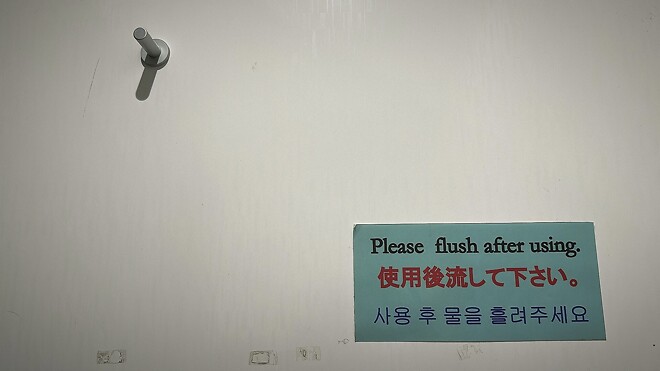 Please flush after using.
使用後流して下さい。
사용 후 물을 흘려주세요